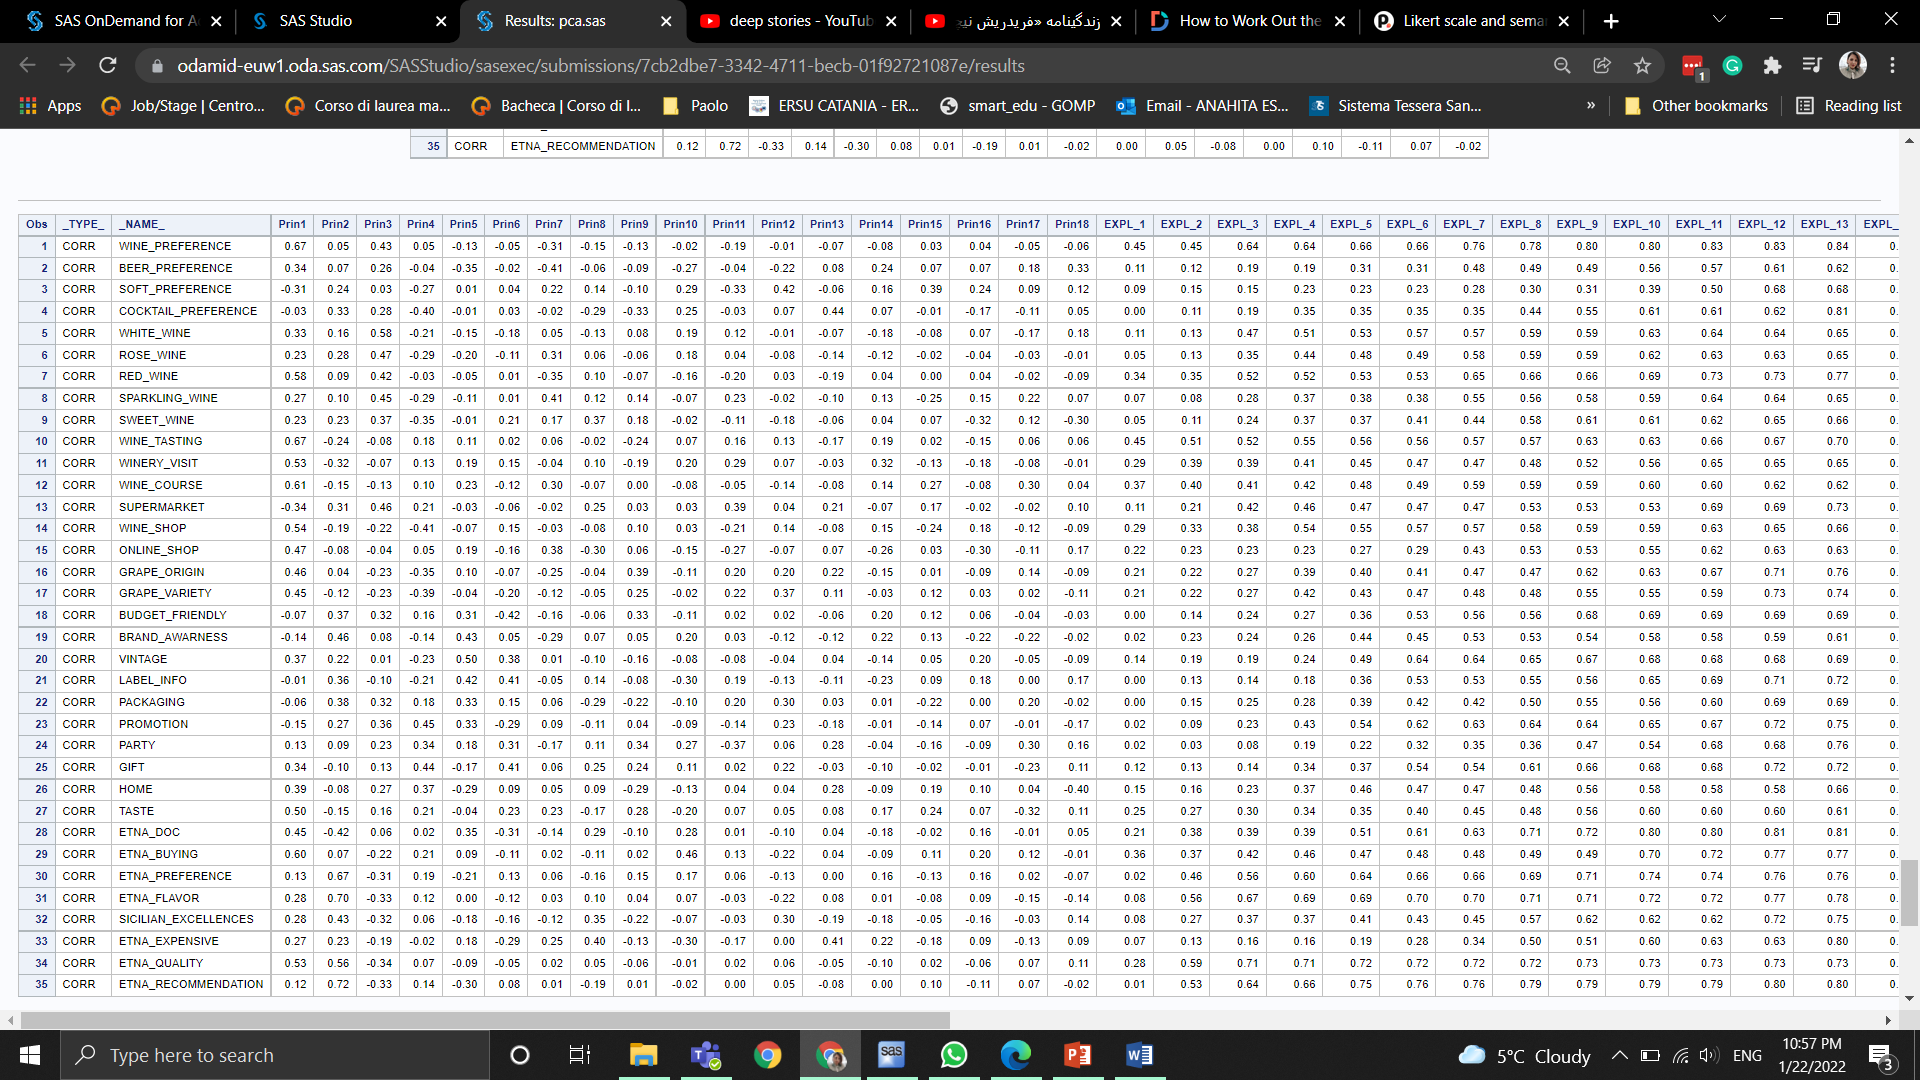 SAS OnDemand for A
SAS Studio
Results: pca.sas
deep stories - YouTub
زندگینامه «فریدریش نیچ
How to Work Out the
Likert scale and sema
odamid-euw1.oda.sas.com/SASStudio/sasexec/submissions/7cb2dbe7-3342-4711-becb-01f92721087e/results
1
Apps Job/Stage | Centro... Corso di laurea ma... Bacheca | Corso di l... Paolo ERSU CATANIA - ER... smart_edu - GOMP Email - ANAHITA ES... Sistema Tessera San... » Other bookmarks Reading list
35 CORR ETNA_RECOMMENDATION 0.12 0.72 -0.33 0.14 -0.30 0.08 0.01 -0.19 0.01 -0.02 0.00 0.05 -0.08 0.00 0.10 -0.11 0.07 -0.02
Obs _TYPE_ _NAME_ Prin1 Prin2 Prin3 Prin4 Prin5 Prin6 Prin7 Prin8 Prin9 Prin10 Prin11 Prin12 Prin13 Prin14 Prin15 Prin16 Prin17 Prin18 EXPL_1 EXPL_2 EXPL_3 EXPL_4 EXPL_5 EXPL_6 EXPL_7 EXPL_8 EXPL_9 EXPL_10 EXPL_11 EXPL_12 EXPL_13 EXPL_
1 CORR WINE_PREFERENCE 0.67 0.05 0.43 0.05 -0.13 -0.05 -0.31 -0.15 -0.13 -0.02 -0.19 -0.01 -0.07 -0.08 0.03 0.04 -0.05 -0.06 0.45 0.45 0.64 0.64 0.66 0.66 0.76 0.78 0.80 0.80 0.83 0.83 0.84 0.
2 CORR BEER_PREFERENCE 0.34 0.07 0.26 -0.04 -0.35 -0.02 -0.41 -0.06 -0.09 -0.27 -0.04 -0.22 0.08 0.24 0.07 0.07 0.18 0.33 0.11 0.12 0.19 0.19 0.31 0.31 0.48 0.49 0.49 0.56 0.57 0.61 0.62 0.
3 CORR SOFT_PREFERENCE -0.31 0.24 0.03 -0.27 0.01 0.04 0.22 0.14 -0.10 0.29 -0.33 0.42 -0.06 0.16 0.39 0.24 0.09 0.12 0.09 0.15 0.15 0.23 0.23 0.23 0.28 0.30 0.31 0.39 0.50 0.68 0.68 0.
4 CORR COCKTAIL_PREFERENCE -0.03 0.33 0.28 -0.40 -0.01 0.03 -0.02 -0.29 -0.33 0.25 -0.03 0.07 0.44 0.07 -0.01 -0.17 -0.11 0.05 0.00 0.11 0.19 0.35 0.35 0.35 0.35 0.44 0.55 0.61 0.61 0.62 0.81 0.
5 CORR WHITE_WINE 0.33 0.16 0.58 -0.21 -0.15 -0.18 0.05 -0.13 0.08 0.19 0.12 -0.01 -0.07 -0.18 -0.08 0.07 -0.17 0.18 0.11 0.13 0.47 0.51 0.53 0.57 0.57 0.59 0.59 0.63 0.64 0.64 0.65 0.
6 CORR ROSE_WINE 0.23 0.28 0.47 -0.29 -0.20 -0.11 0.31 0.06 -0.06 0.18 0.04 -0.08 -0.14 -0.12 -0.02 -0.04 -0.03 -0.01 0.05 0.13 0.35 0.44 0.48 0.49 0.58 0.59 0.59 0.62 0.63 0.63 0.65 0.
7 CORR RED_WINE 0.58 0.09 0.42 -0.03 -0.05 0.01 -0.35 0.10 -0.07 -0.16 -0.20 0.03 -0.19 0.04 0.00 0.04 -0.02 -0.09 0.34 0.35 0.52 0.52 0.53 0.53 0.65 0.66 0.66 0.69 0.73 0.73 0.77 0.
8 CORR SPARKLING_WINE 0.27 0.10 0.45 -0.29 -0.11 0.01 0.41 0.12 0.14 -0.07 0.23 -0.02 -0.10 0.13 -0.25 0.15 0.22 0.07 0.07 0.08 0.28 0.37 0.38 0.38 0.55 0.56 0.58 0.59 0.64 0.64 0.65 0.
9 CORR SWEET_WINE 0.23 0.23 0.37 -0.35 -0.01 0.21 0.17 0.37 0.18 -0.02 -0.11 -0.18 -0.06 0.04 0.07 -0.32 0.12 -0.30 0.05 0.11 0.24 0.37 0.37 0.41 0.44 0.58 0.61 0.61 0.62 0.65 0.66 0.
10 CORR WINE_TASTING 0.67 -0.24 -0.08 0.18 0.11 0.02 0.06 -0.02 -0.24 0.07 0.16 0.13 -0.17 0.19 0.02 -0.15 0.06 0.06 0.45 0.51 0.52 0.55 0.56 0.56 0.57 0.57 0.63 0.63 0.66 0.67 0.70 0.
11 CORR WINERY_VISIT 0.53 -0.32 -0.07 0.13 0.19 0.15 -0.04 0.10 -0.19 0.20 0.29 0.07 -0.03 0.32 -0.13 -0.18 -0.08 -0.01 0.29 0.39 0.39 0.41 0.45 0.47 0.47 0.48 0.52 0.56 0.65 0.65 0.65 0.
12 CORR WINE_COURSE 0.61 -0.15 -0.13 0.10 0.23 -0.12 0.30 -0.07 0.00 -0.08 -0.05 -0.14 -0.08 0.14 0.27 -0.08 0.30 0.04 0.37 0.40 0.41 0.42 0.48 0.49 0.59 0.59 0.59 0.60 0.60 0.62 0.62 0.
13 CORR SUPERMARKET -0.34 0.31 0.46 0.21 -0.03 -0.06 -0.02 0.25 0.03 0.03 0.39 0.04 0.21 -0.07 0.17 -0.02 -0.02 0.10 0.11 0.21 0.42 0.46 0.47 0.47 0.47 0.53 0.53 0.53 0.69 0.69 0.73 0.
14 CORR WINE_SHOP 0.54 -0.19 -0.22 -0.41 -0.07 0.15 -0.03 -0.08 0.10 0.03 -0.21 0.14 -0.08 0.15 -0.24 0.18 -0.12 -0.09 0.29 0.33 0.38 0.54 0.55 0.57 0.57 0.58 0.59 0.59 0.63 0.65 0.66 0.
15 CORR ONLINE_SHOP 0.47 -0.08 -0.04 0.05 0.19 -0.16 0.38 -0.30 0.06 -0.15 -0.27 -0.07 0.07 -0.26 0.03 -0.30 -0.11 0.17 0.22 0.23 0.23 0.23 0.27 0.29 0.43 0.53 0.53 0.55 0.62 0.63 0.63 0.
16 CORR GRAPE_ORIGIN 0.46 0.04 -0.23 -0.35 0.10 -0.07 -0.25 -0.04 0.39 -0.11 0.20 0.20 0.22 -0.15 0.01 -0.09 0.14 -0.09 0.21 0.22 0.27 0.39 0.40 0.41 0.47 0.47 0.62 0.63 0.67 0.71 0.76 0.
17 CORR GRAPE_VARIETY 0.45 -0.12 -0.23 -0.39 -0.04 -0.20 -0.12 -0.05 0.25 -0.02 0.22 0.37 0.11 -0.03 0.12 0.03 0.02 -0.11 0.21 0.22 0.27 0.42 0.43 0.47 0.48 0.48 0.55 0.55 0.59 0.73 0.74 0.
18 CORR BUDGET_FRIENDLY -0.07 0.37 0.32 0.16 0.31 -0.42 -0.16 -0.06 0.33 -0.11 0.02 0.02 -0.06 0.20 0.12 0.06 -0.04 -0.03 0.00 0.14 0.24 0.27 0.36 0.53 0.56 0.56 0.68 0.69 0.69 0.69 0.69 0.
19 CORR BRAND_AWARNESS -0.14 0.46 0.08 -0.14 0.43 0.05 -0.29 0.07 0.05 0.20 0.03 -0.12 -0.12 0.22 0.13 -0.22 -0.22 -0.02 0.02 0.23 0.24 0.26 0.44 0.45 0.53 0.53 0.54 0.58 0.58 0.59 0.61 0.
20 CORR VINTAGE 0.37 0.22 0.01 -0.23 0.50 0.38 0.01 -0.10 -0.16 -0.08 -0.08 -0.04 0.04 -0.14 0.05 0.20 -0.05 -0.09 0.14 0.19 0.19 0.24 0.49 0.64 0.64 0.65 0.67 0.68 0.68 0.68 0.69 0.
21 CORR LABEL_INFO -0.01 0.36 -0.10 -0.21 0.42 0.41 -0.05 0.14 -0.08 -0.30 0.19 -0.13 -0.11 -0.23 0.09 0.18 0.00 0.17 0.00 0.13 0.14 0.18 0.36 0.53 0.53 0.55 0.56 0.65 0.69 0.71 0.72 0.
22 CORR PACKAGING -0.06 0.38 0.32 0.18 0.33 0.15 0.06 -0.29 -0.22 -0.10 0.20 0.30 0.03 0.01 -0.22 0.00 0.20 -0.02 0.00 0.15 0.25 0.28 0.39 0.42 0.42 0.50 0.55 0.56 0.60 0.69 0.69 0.
23 CORR PROMOTION -0.15 0.27 0.36 0.45 0.33 -0.29 0.09 -0.11 0.04 -0.09 -0.14 0.23 -0.18 -0.01 -0.14 0.07 -0.01 -0.17 0.02 0.09 0.23 0.43 0.54 0.62 0.63 0.64 0.64 0.65 0.67 0.72 0.75 0.
24 CORR PARTY 0.13 0.09 0.23 0.34 0.18 0.31 -0.17 0.11 0.34 0.27 -0.37 0.06 0.28 -0.04 -0.16 -0.09 0.30 0.16 0.02 0.03 0.08 0.19 0.22 0.32 0.35 0.36 0.47 0.54 0.68 0.68 0.76 0.
25 CORR GIFT 0.34 -0.10 0.13 0.44 -0.17 0.41 0.06 0.25 0.24 0.11 0.02 0.22 -0.03 -0.10 -0.02 -0.01 -0.23 0.11 0.12 0.13 0.14 0.34 0.37 0.54 0.54 0.61 0.66 0.68 0.68 0.72 0.72 0.
26 CORR HOME 0.39 -0.08 0.27 0.37 -0.29 0.09 0.05 0.09 -0.29 -0.13 0.04 0.04 0.28 -0.09 0.19 0.10 0.04 -0.40 0.15 0.16 0.23 0.37 0.46 0.47 0.47 0.48 0.56 0.58 0.58 0.58 0.66 0.
27 CORR TASTE 0.50 -0.15 0.16 0.21 -0.04 0.23 0.23 -0.17 0.28 -0.20 0.07 0.05 0.08 0.17 0.24 0.07 -0.32 0.11 0.25 0.27 0.30 0.34 0.35 0.40 0.45 0.48 0.56 0.60 0.60 0.60 0.61 0.
28 CORR ETNA_DOC 0.45 -0.42 0.06 0.02 0.35 -0.31 -0.14 0.29 -0.10 0.28 0.01 -0.10 0.04 -0.18 -0.02 0.16 -0.01 0.05 0.21 0.38 0.39 0.39 0.51 0.61 0.63 0.71 0.72 0.80 0.80 0.81 0.81 0.
29 CORR ETNA_BUYING 0.60 0.07 -0.22 0.21 0.09 -0.11 0.02 -0.11 0.02 0.46 0.13 -0.22 0.04 -0.09 0.11 0.20 0.12 -0.01 0.36 0.37 0.42 0.46 0.47 0.48 0.48 0.49 0.49 0.70 0.72 0.77 0.77 0.
30 CORR ETNA_PREFERENCE 0.13 0.67 -0.31 0.19 -0.21 0.13 0.06 -0.16 0.15 0.17 0.06 -0.13 0.00 0.16 -0.13 0.16 0.02 -0.07 0.02 0.46 0.56 0.60 0.64 0.66 0.66 0.69 0.71 0.74 0.74 0.76 0.76 0.
31 CORR ETNA_FLAVOR 0.28 0.70 -0.33 0.12 0.00 -0.12 0.03 0.10 0.04 0.07 -0.03 -0.22 0.08 0.01 -0.08 0.09 -0.15 -0.14 0.08 0.56 0.67 0.69 0.69 0.70 0.70 0.71 0.71 0.72 0.72 0.77 0.78 0.
32 CORR SICILIAN_EXCELLENCES 0.28 0.43 -0.32 0.06 -0.18 -0.16 -0.12 0.35 -0.22 -0.07 -0.03 0.30 -0.19 -0.18 -0.05 -0.16 -0.03 0.14 0.08 0.27 0.37 0.37 0.41 0.43 0.45 0.57 0.62 0.62 0.62 0.72 0.75 0.
33 CORR ETNA_EXPENSIVE 0.27 0.23 -0.19 -0.02 0.18 -0.29 0.25 0.40 -0.13 -0.30 -0.17 0.00 0.41 0.22 -0.18 0.09 -0.13 0.09 0.07 0.13 0.16 0.16 0.19 0.28 0.34 0.50 0.51 0.60 0.63 0.63 0.80 0.
34 CORR ETNA_QUALITY 0.53 0.56 -0.34 0.07 -0.09 -0.05 0.02 0.05 -0.06 -0.01 0.02 0.06 -0.05 -0.10 0.02 -0.06 0.07 0.11 0.28 0.59 0.71 0.71 0.72 0.72 0.72 0.72 0.73 0.73 0.73 0.73 0.73 0.
35 CORR ETNA_RECOMMENDATION 0.12 0.72 -0.33 0.14 -0.30 0.08 0.01 -0.19 0.01 -0.02 0.00 0.05 -0.08 0.00 0.10 -0.11 0.07 -0.02 0.01 0.53 0.64 0.66 0.75 0.76 0.76 0.79 0.79 0.79 0.79 0.80 0.80 0.
Type here to search
sas
5°C Cloudy
ENG
10:57 PM
1/22/2022
3